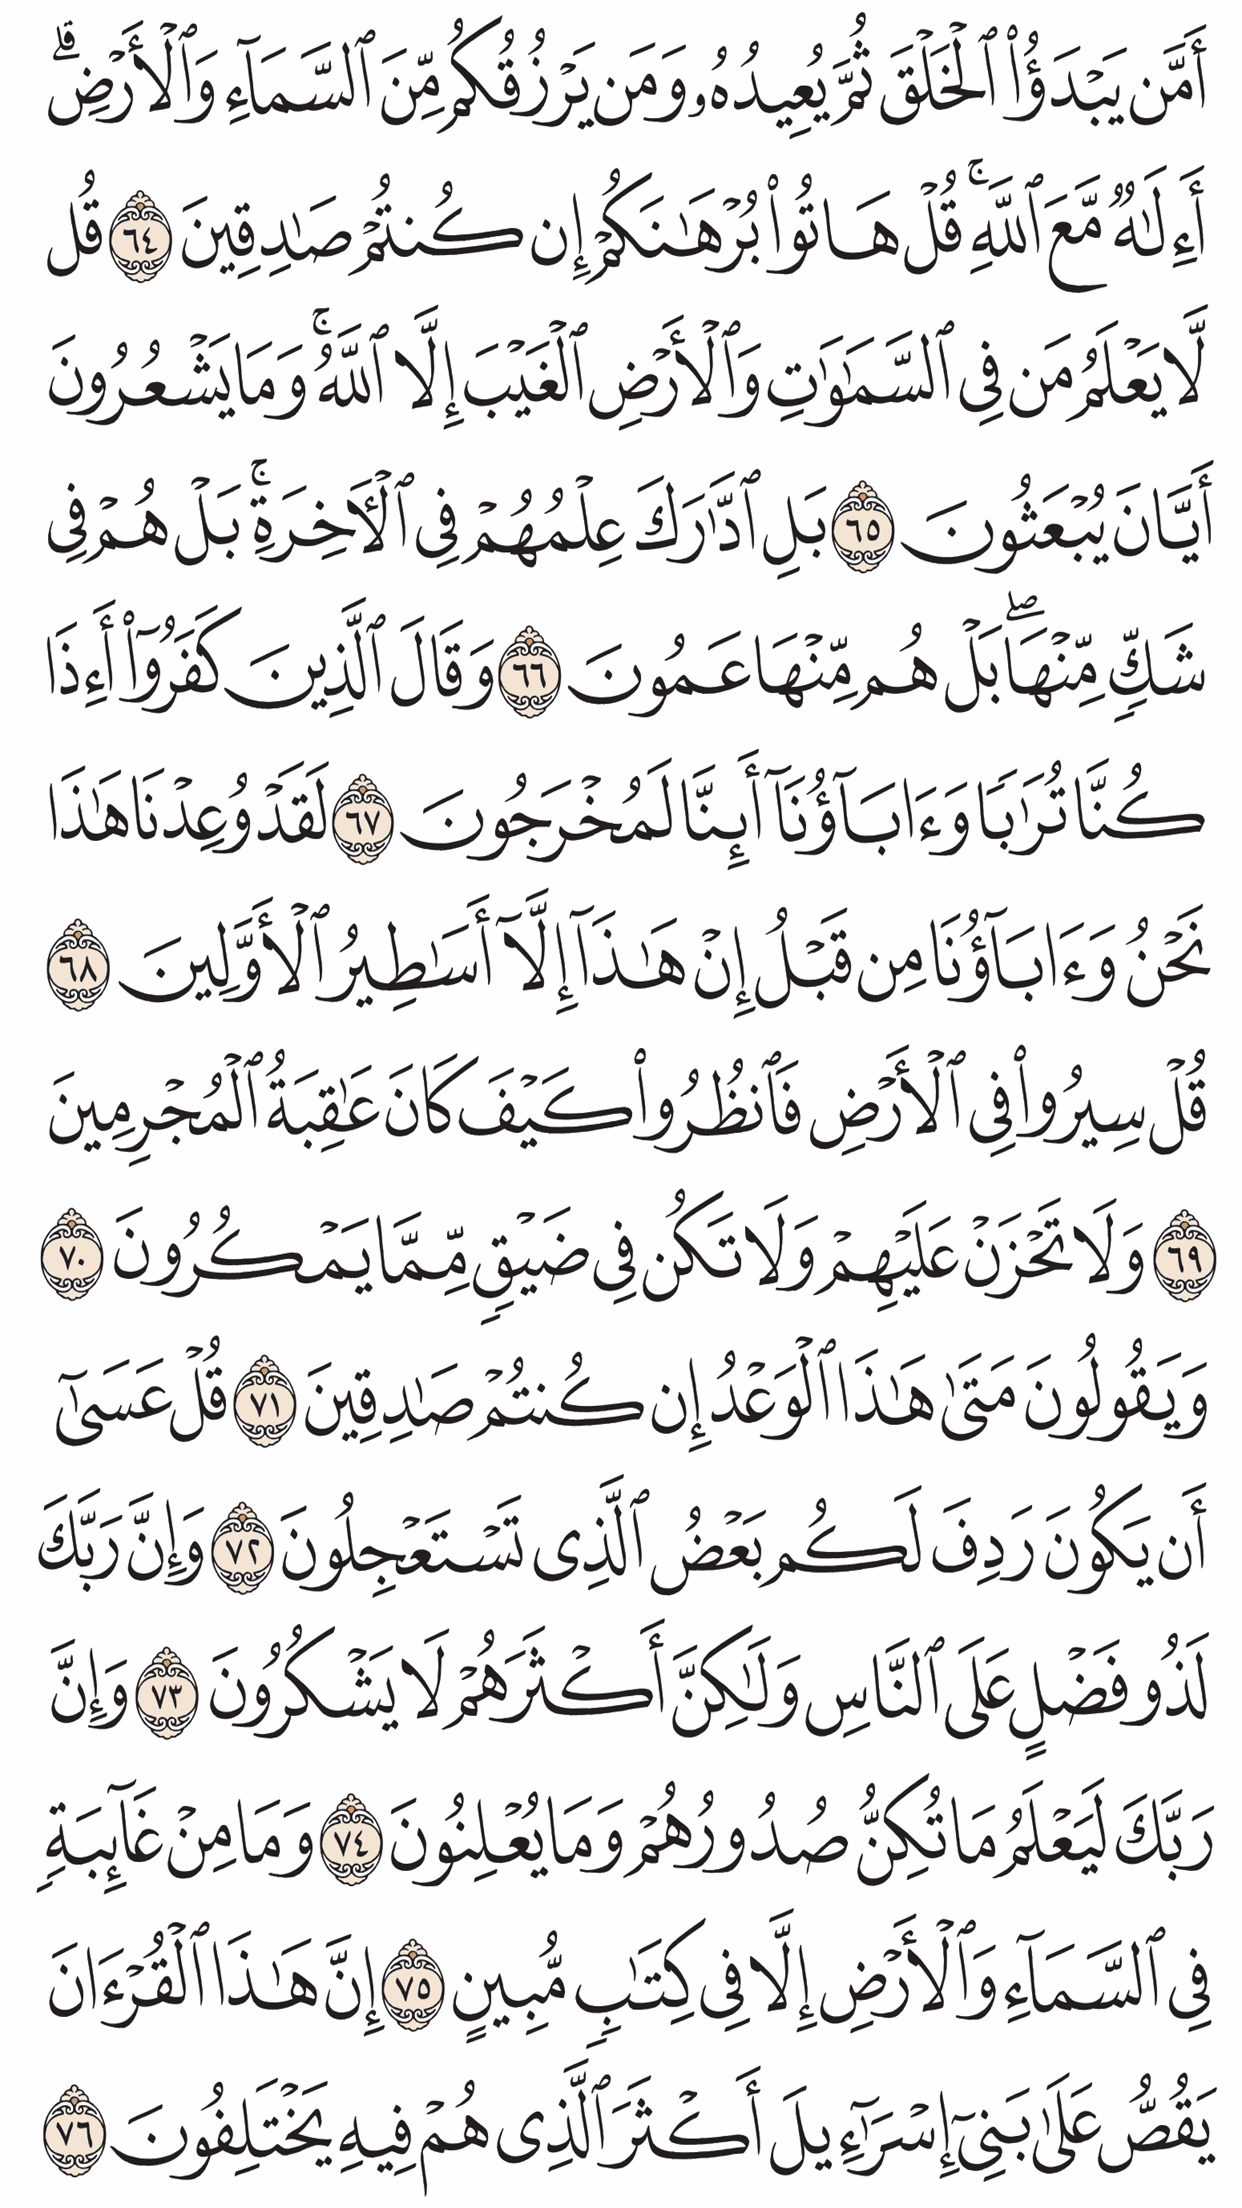 أَمَّن يَبْدَؤُا۟ ٱلْخَلْقَ ثُمَّ يُعِيدُهُۥ وَمَن يَرْزُقُكُم مِّنَ ٱلسَّمَآءِ وَٱلْأَرْضِ ۗ
أَءِلَـٰهٌ مَّعَ ٱللَّهِ ۚ قُلْ هَاتُوا۟ بُرْهَـٰنَكُمْ إِن كُنتُمْ صَـٰدِقِينَ ٦٤ قُل
لَّا يَعْلَمُ مَن فِى ٱلسَّمَـٰوَٰتِ وَٱلْأَرْضِ ٱلْغَيْبَ إِلَّا ٱللَّهُ ۚ وَمَا يَشْعُرُونَ
أَيَّانَ يُبْعَثُونَ ٦٥ بَلِ ٱدَّٰرَكَ عِلْمُهُمْ فِى ٱلْـَٔاخِرَةِ ۚ بَلْ هُمْ فِى
شَكٍّ مِّنْهَا ۖ بَلْ هُم مِّنْهَا عَمُونَ ٦٦ وَقَالَ ٱلَّذِينَ كَفَرُوٓا۟ أَءِذَا
كُنَّا تُرَٰبًا وَءَابَآؤُنَآ أَئِنَّا لَمُخْرَجُونَ ٦٧ لَقَدْ وُعِدْنَا هَـٰذَا
نَحْنُ وَءَابَآؤُنَا مِن قَبْلُ إِنْ هَـٰذَآ إِلَّآ أَسَـٰطِيرُ ٱلْأَوَّلِينَ ٦٨
قُلْ سِيرُوا۟ فِى ٱلْأَرْضِ فَٱنظُرُوا۟ كَيْفَ كَانَ عَـٰقِبَةُ ٱلْمُجْرِمِينَ
٦٩ وَلَا تَحْزَنْ عَلَيْهِمْ وَلَا تَكُن فِى ضَيْقٍ مِّمَّا يَمْكُرُونَ ٧٠
وَيَقُولُونَ مَتَىٰ هَـٰذَا ٱلْوَعْدُ إِن كُنتُمْ صَـٰدِقِينَ ٧١ قُلْ عَسَىٰٓ
أَن يَكُونَ رَدِفَ لَكُم بَعْضُ ٱلَّذِى تَسْتَعْجِلُونَ ٧٢ وَإِنَّ رَبَّكَ
لَذُو فَضْلٍ عَلَى ٱلنَّاسِ وَلَـٰكِنَّ أَكْثَرَهُمْ لَا يَشْكُرُونَ ٧٣ وَإِنَّ
رَبَّكَ لَيَعْلَمُ مَا تُكِنُّ صُدُورُهُمْ وَمَا يُعْلِنُونَ ٧٤ وَمَا مِنْ غَآئِبَةٍ
فِى ٱلسَّمَآءِ وَٱلْأَرْضِ إِلَّا فِى كِتَـٰبٍ مُّبِينٍ ٧٥ إِنَّ هَـٰذَا ٱلْقُرْءَانَ
يَقُصُّ عَلَىٰ بَنِىٓ إِسْرَٰٓءِيلَ أَكْثَرَ ٱلَّذِى هُمْ فِيهِ يَخْتَلِفُونَ ٧٦